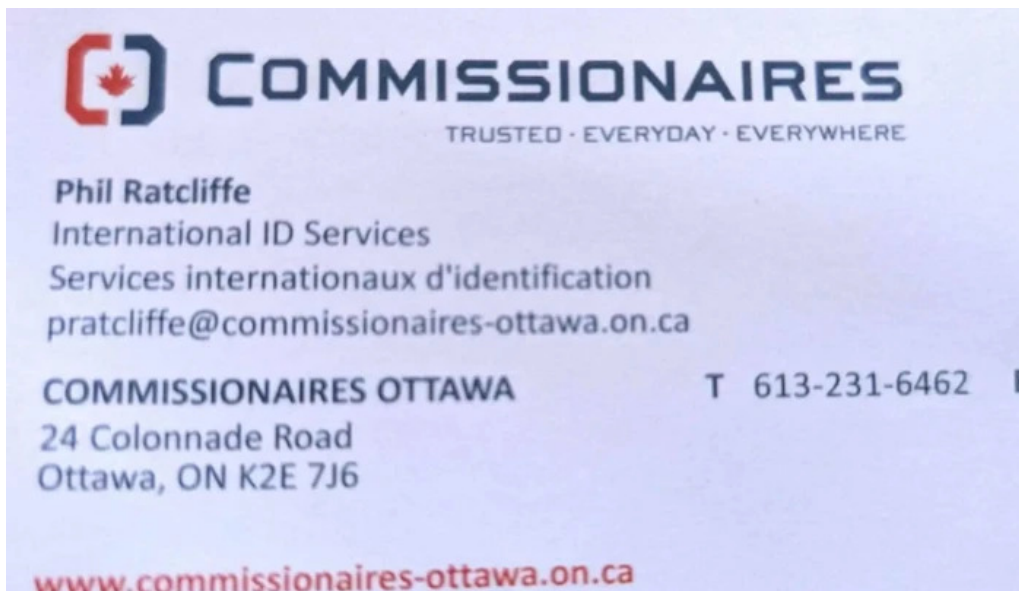 COMMISSIONAIRES
TRUSTED · EVERYDAY · EVERYWHERE
Phil Ratcliffe
International ID Services
Services internationaux d'identification
pratcliffe@commissionaires-ottawa.on.ca
COMMISSIONAIRES OTTAWA T 613-231-6462
24 Colonnade Road
Ottawa, ON K2E 7J6
www.commissionaires-ottawa.on.ca